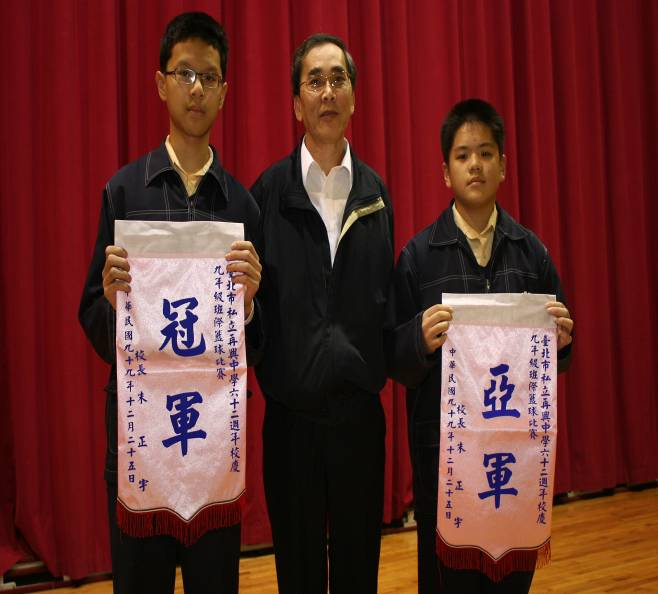 臺北市私立再興中學六十二週年校慶
九年級班際籃球比賽
冠軍
校長 朱正宇
中華民國九十九年十二月二十五日
臺北市私立再興中學六十二週年校慶
九年級班際籃球比賽
亞軍
校長 朱正宇
中華民國九十九年十二月二十五日